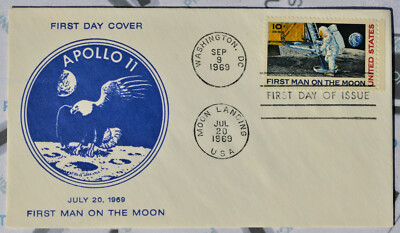 FIRST DAY COVER
APOLLO 11
JULY 20, 1969
FIRST MAN ON THE MOON
WASHINGTON, DC
SEP
9
1969
MOON LANDING
JUL
20
1969
USA
10c
UNITED STATES
FIRST MAN ON THE MOON
FIRST DAY OF ISSUE